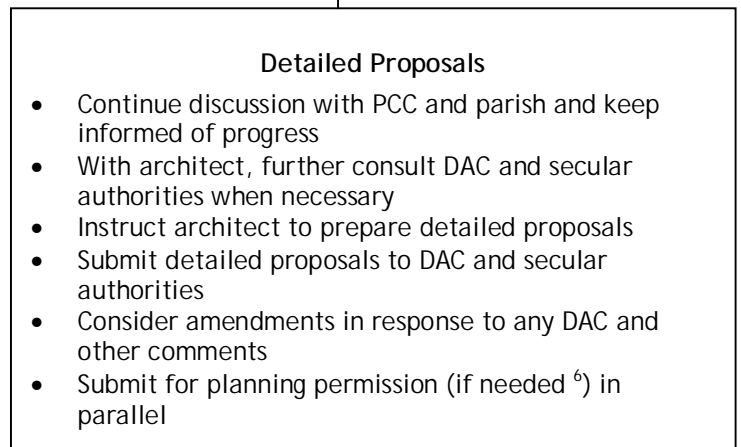 Detailed Proposals
• Continue discussion with PCC and parish and keep
informed of progress
• With architect, further consult DAC and secular
authorities when necessary
• Instruct architect to prepare detailed proposals
• Submit detailed proposals to DAC and secular
authorities
• Consider amendments in response to any DAC and
other comments
• Submit for planning permission (if needed ⁶) in
parallel